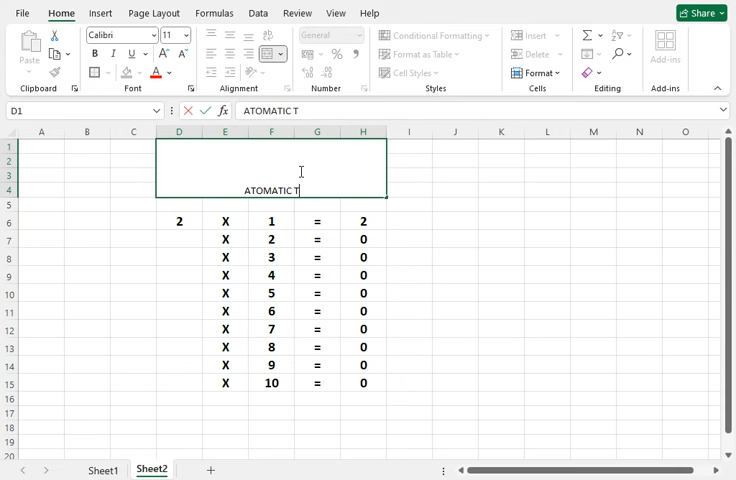 File Home Insert Page Layout Formulas Data Review View Help Share
Calibri 11 General Conditional Formatting Insert
Paste B I U % Format as Table Delete Add-ins
A Cell Styles Format
Clipboard Font Alignment Number Styles Cells Editing Add-ins
D1 fx ATOMATIC T
A B C D E F G H I J K L M N O
1
2
3
4 ATOMATIC T
5
6 2 X 1 = 2
7 X 2 = 0
8 X 3 = 0
9 X 4 = 0
10 X 5 = 0
11 X 6 = 0
12 X 7 = 0
13 X 8 = 0
14 X 9 = 0
15 X 10 = 0
16
17
18
19
20
Sheet1 Sheet2